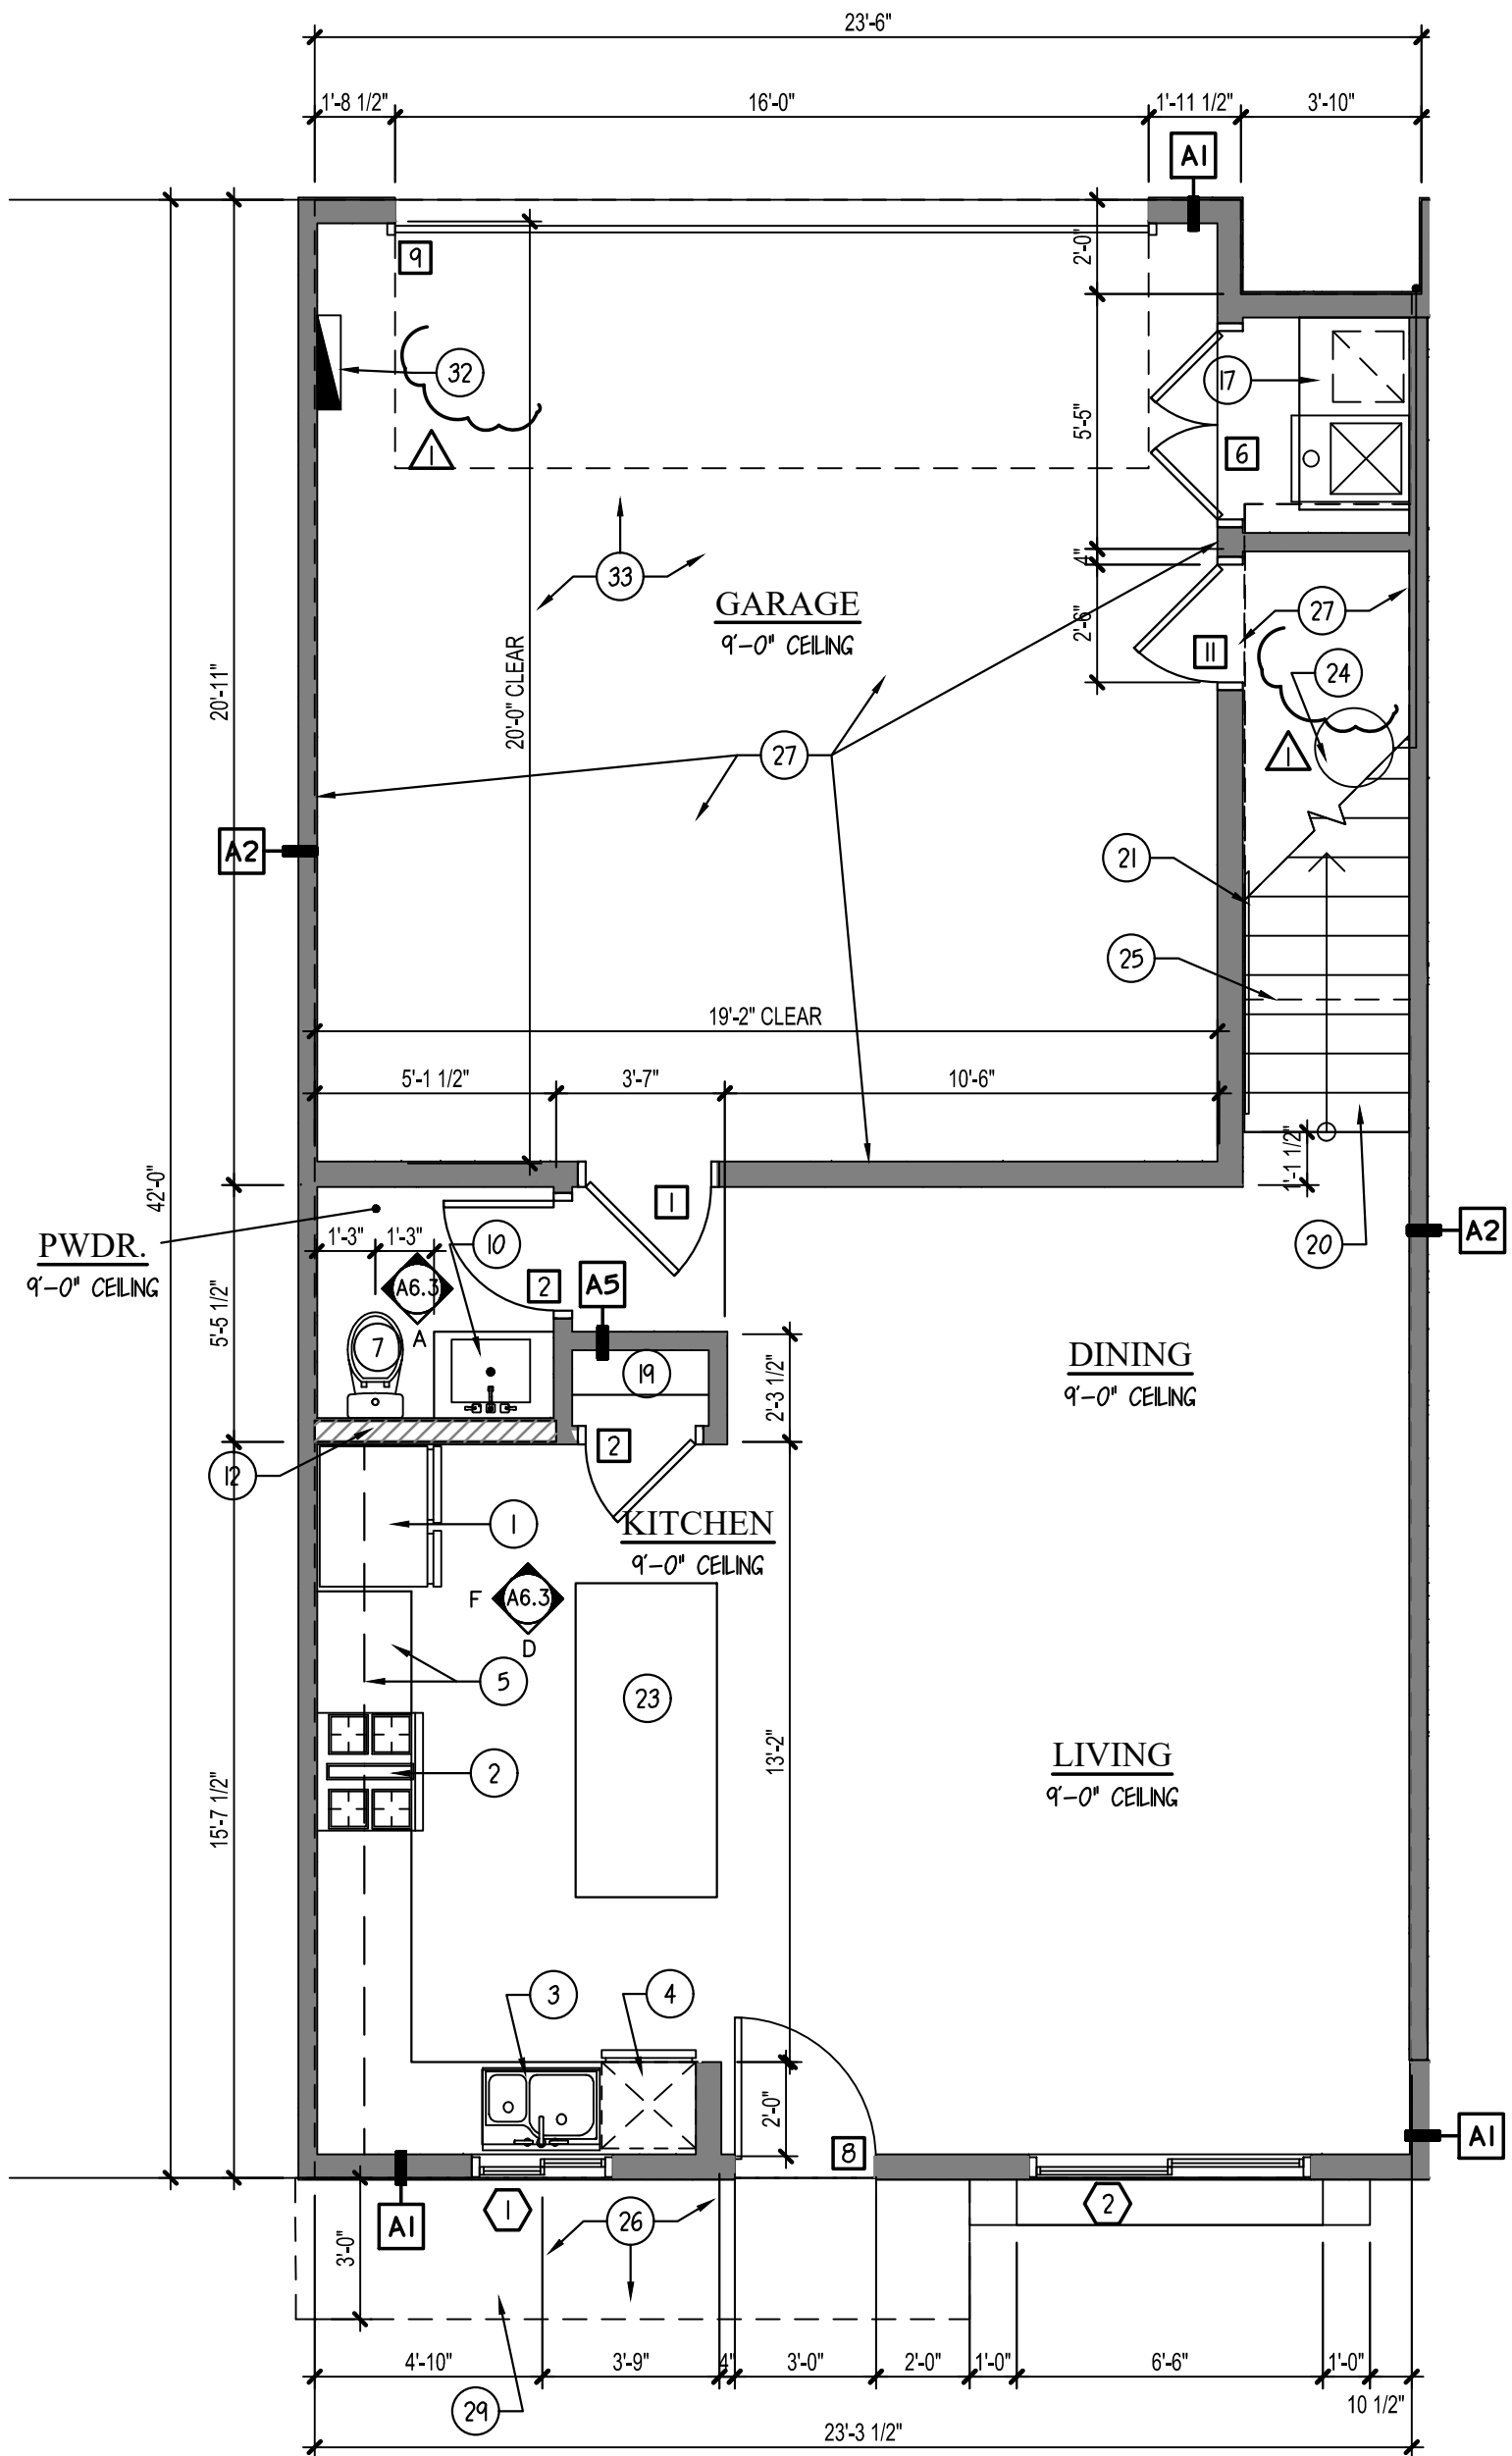 23'-6"
1'-8 1/2" 16'-0" 1'-11 1/2" 3'-10"
A1
9
2'-0"
32
17
5'-5"
6
1
33
4"
GARAGE
9'-0" CEILING
27
2'-6"
11
24
20'-11"
20'-0" CLEAR
27
1
A2
21
25
19'-2" CLEAR
5'-1 1/2" 3'-7" 10'-6"
1'-1 1/2"
42'-0"
1
A2
PWDR.
9'-0" CEILING
1'-3" 1'-3"
10
20
A6.3
A
2
A5
5'-5 1/2"
7
19
DINING
9'-0" CEILING
2'-3 1/2"
2
12
1
KITCHEN
9'-0" CEILING
F
A6.3
D
5
23
13'-2"
LIVING
9'-0" CEILING
2
15'-7 1/2"
3
4
2'-0"
8
A1
A1
1
26
2
3'-0"
4'-10" 3'-9" 4" 3'-0" 2'-0" 1'-0" 6'-6" 1'-0"
10 1/2"
29
23'-3 1/2"